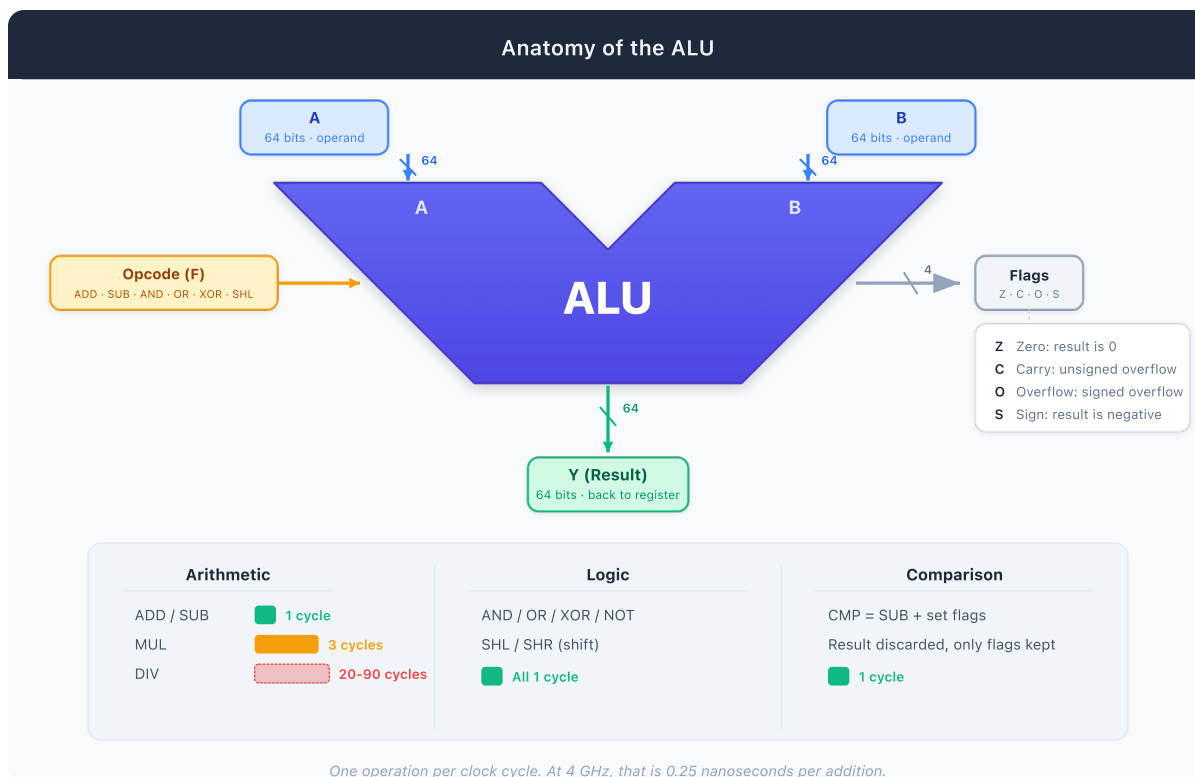 Anatomy of the ALU
A
64 bits · operand
B
64 bits · operand
64
64
A
B
Opcode (F)
ADD · SUB · AND · OR · XOR · SHL
ALU
4
Flags
Z · C · O · S
Z Zero: result is 0
C Carry: unsigned overflow
O Overflow: signed overflow
S Sign: result is negative
64
Y (Result)
64 bits · back to register
Arithmetic
ADD / SUB 1 cycle
MUL 3 cycles
DIV 20-90 cycles
Logic
AND / OR / XOR / NOT
SHL / SHR (shift)
All 1 cycle
Comparison
CMP = SUB + set flags
Result discarded, only flags kept
1 cycle
One operation per clock cycle. At 4 GHz, that is 0.25 nanoseconds per addition.